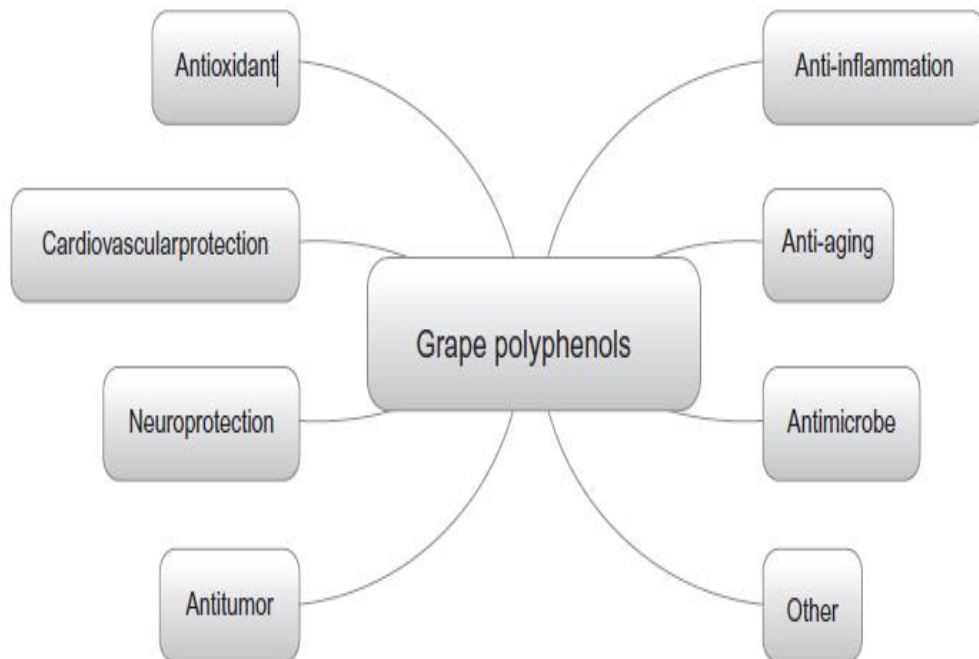 Antioxidant
Anti-inflammation
Cardiovascularprotection
Anti-aging
Grape polyphenols
Neuroprotection
Antimicrobe
Antitumor
Other